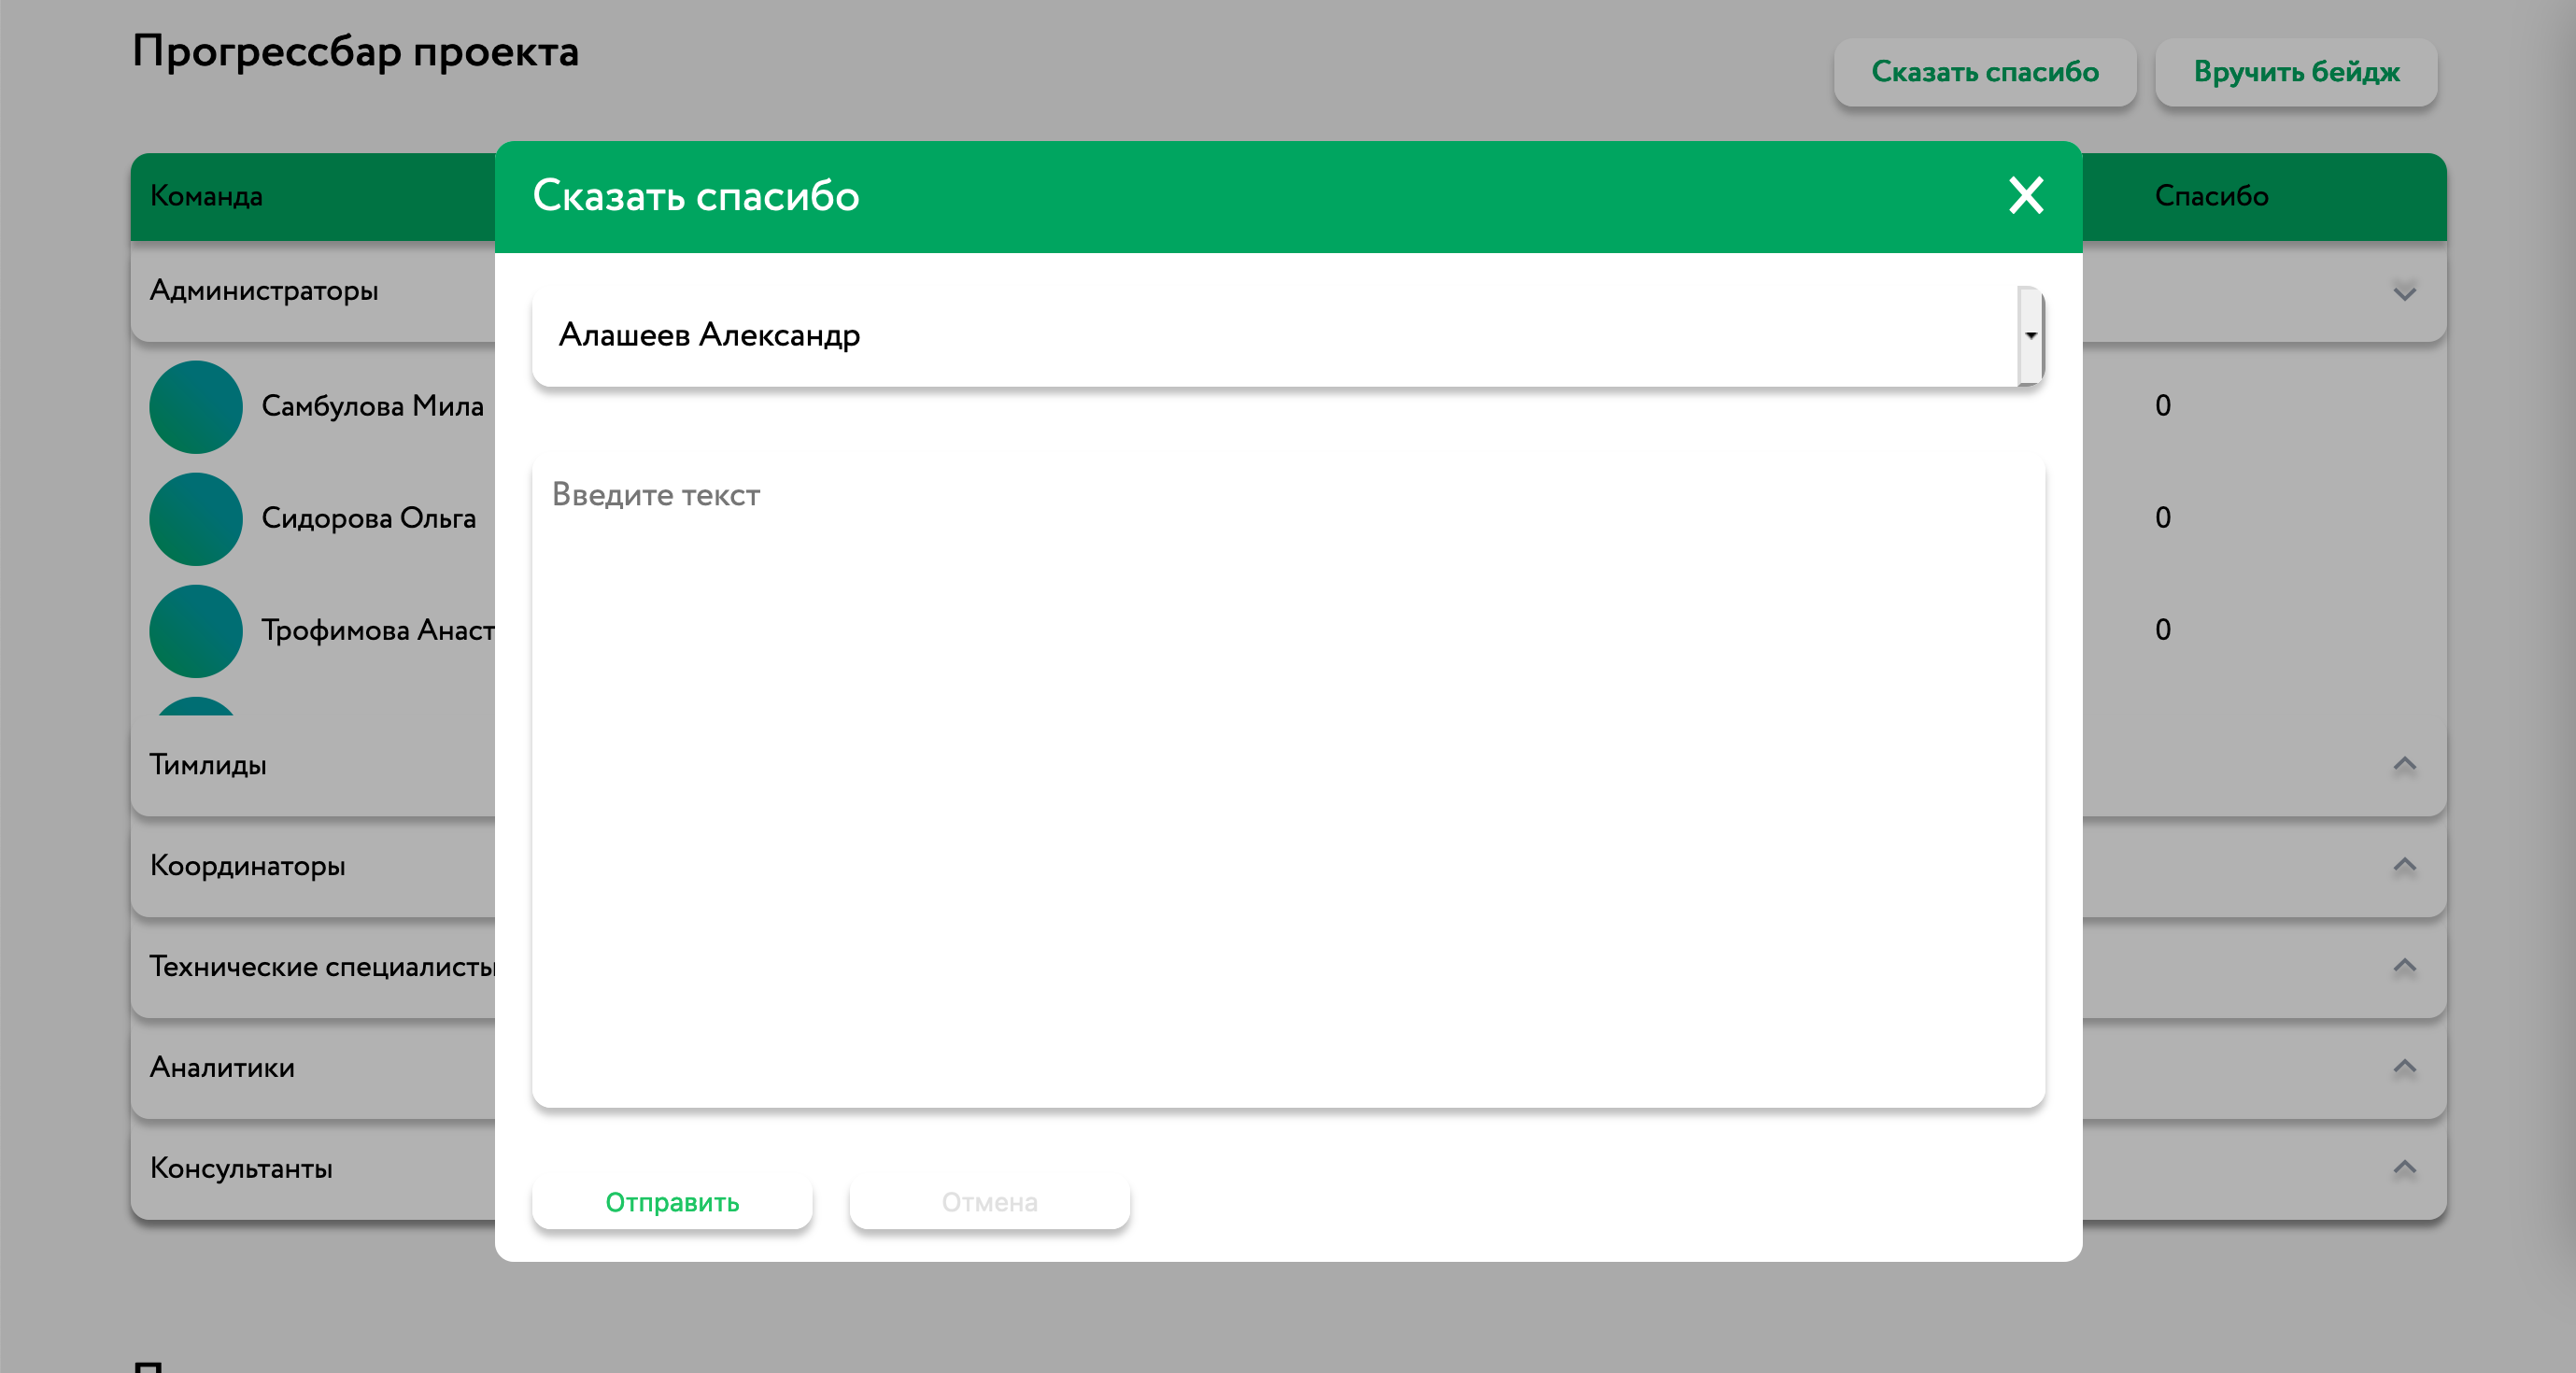 Прогрессбар проекта
Сказать спасибо
Вручить бейдж
Команда
Спасибо
Сказать спасибо
Администраторы
Алашеев Александр
Самбулова Мила
0
Введите текст
Сидорова Ольга
0
Трофимова Анаст
0
Тимлиды
Координаторы
Технические специалисты
Аналитики
Консультанты
Отправить
Отмена